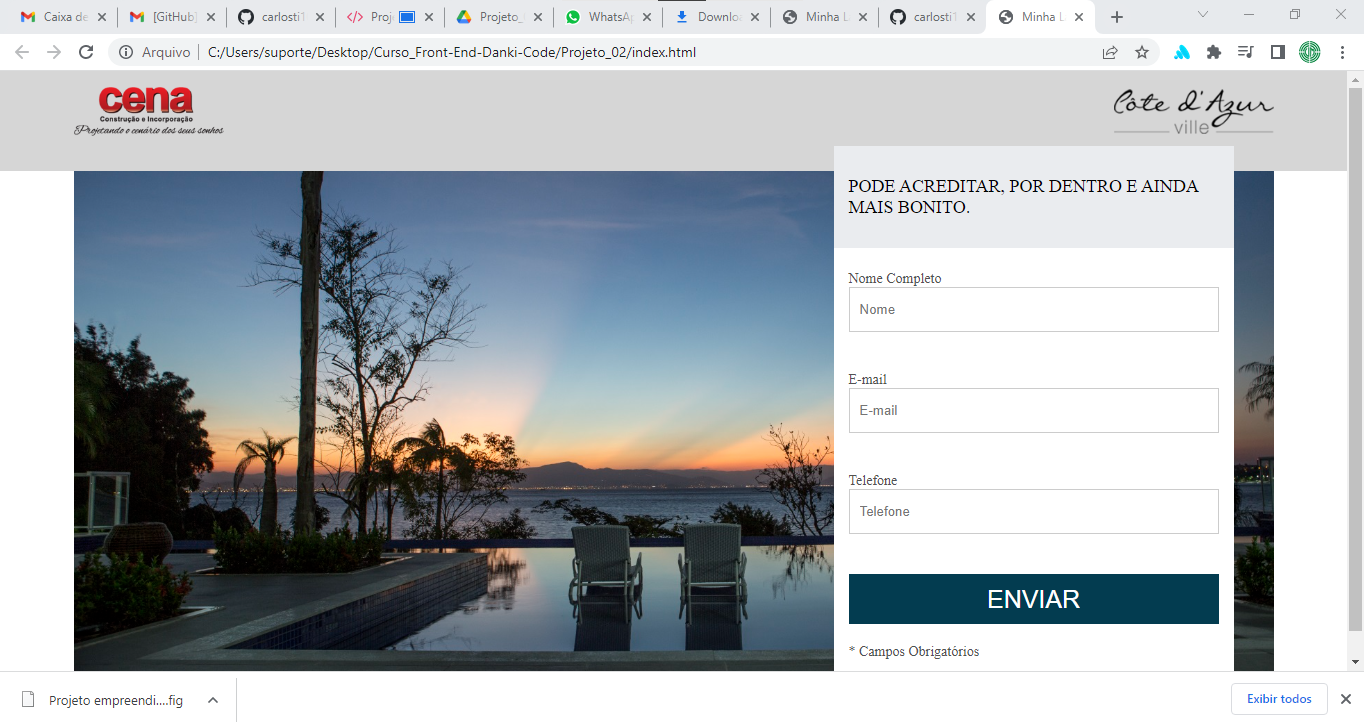 Caixa de
[GitHub]
carlosti1
Proj
Projeto_
WhatsAp
Downlo
Minha L
carlosti1
Minha L
Arquivo
C:/Users/suporte/Desktop/Curso_Front-End-Danki-Code/Projeto_02/index.html
cena
Construção e Incorporação
Projetando o cenário dos seus sonhos
Côte d'Azur
ville
PODE ACREDITAR, POR DENTRO E AINDA
MAIS BONITO.
Nome Completo
Nome
E-mail
E-mail
Telefone
Telefone
ENVIAR
* Campos Obrigatórios
Projeto empreendi....fig
Exibir todos